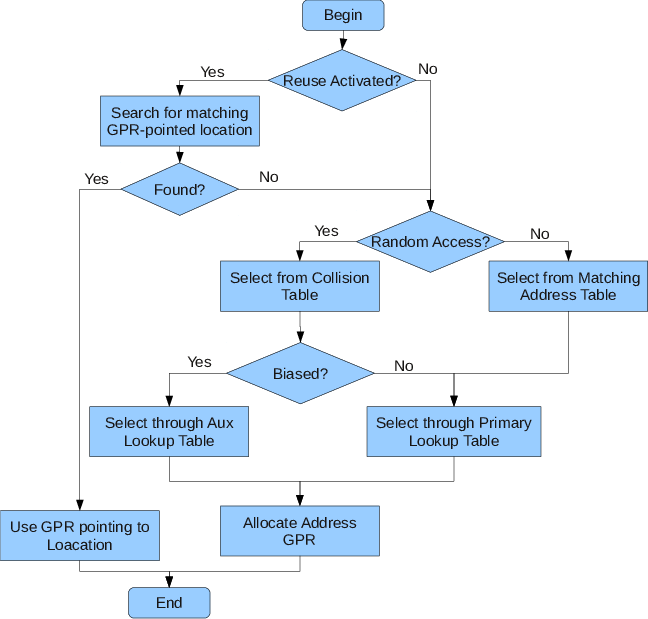 Begin
Reuse Activated?
Yes
No
Search for matching
GPR-pointed location
Found?
Yes
No
Random Access?
Yes
No
Select from Collision
Table
Select from Matching
Address Table
Biased?
Yes
No
Select through Aux
Lookup Table
Select through Primary
Lookup Table
Use GPR pointing to
Loacation
Allocate Address
GPR
End